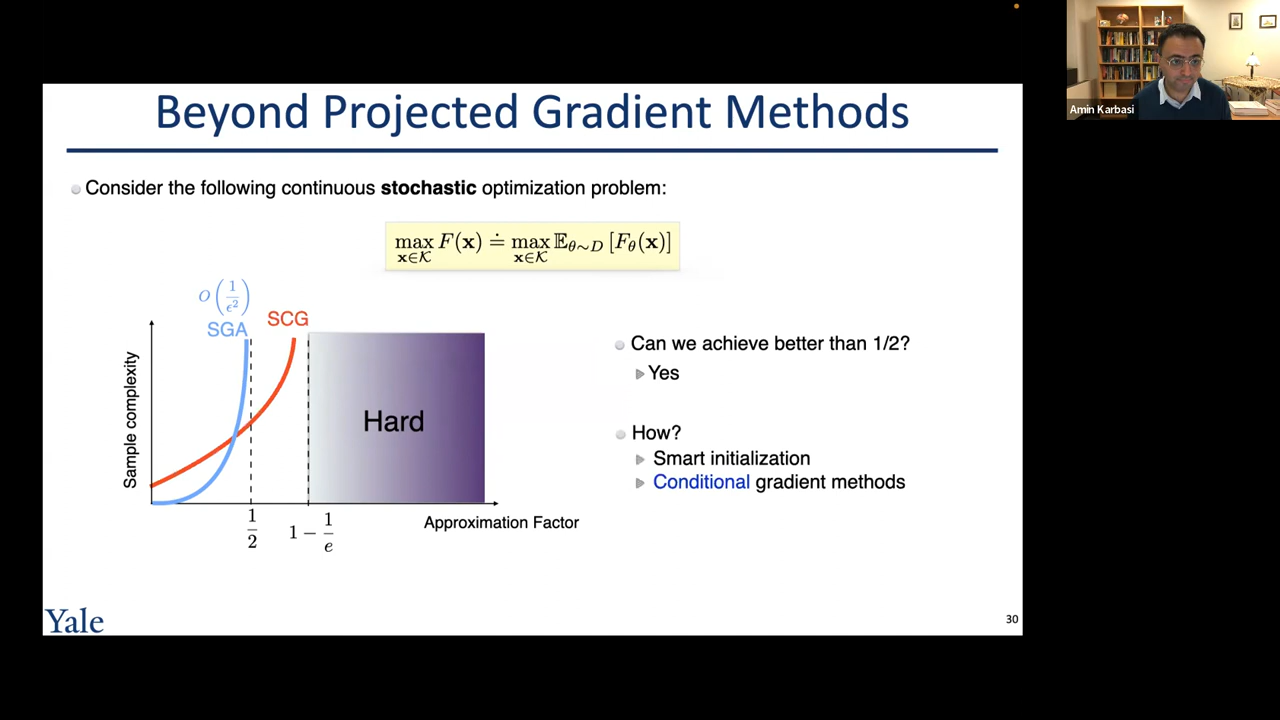 Beyond Projected Gradient Methods
Amin Karbasi
Consider the following continuous stochastic optimization problem:
max_{x∈𝒦} F(x) ≐ max_{x∈𝒦} 𝔼_{θ∼D} [F_θ(x)]
O(1/ϵ²)
SGA
SCG
Sample complexity
Hard
1/2
1 − 1/e
Approximation Factor
Can we achieve better than 1/2?
Yes
How?
Smart initialization
Conditional gradient methods
Yale
30